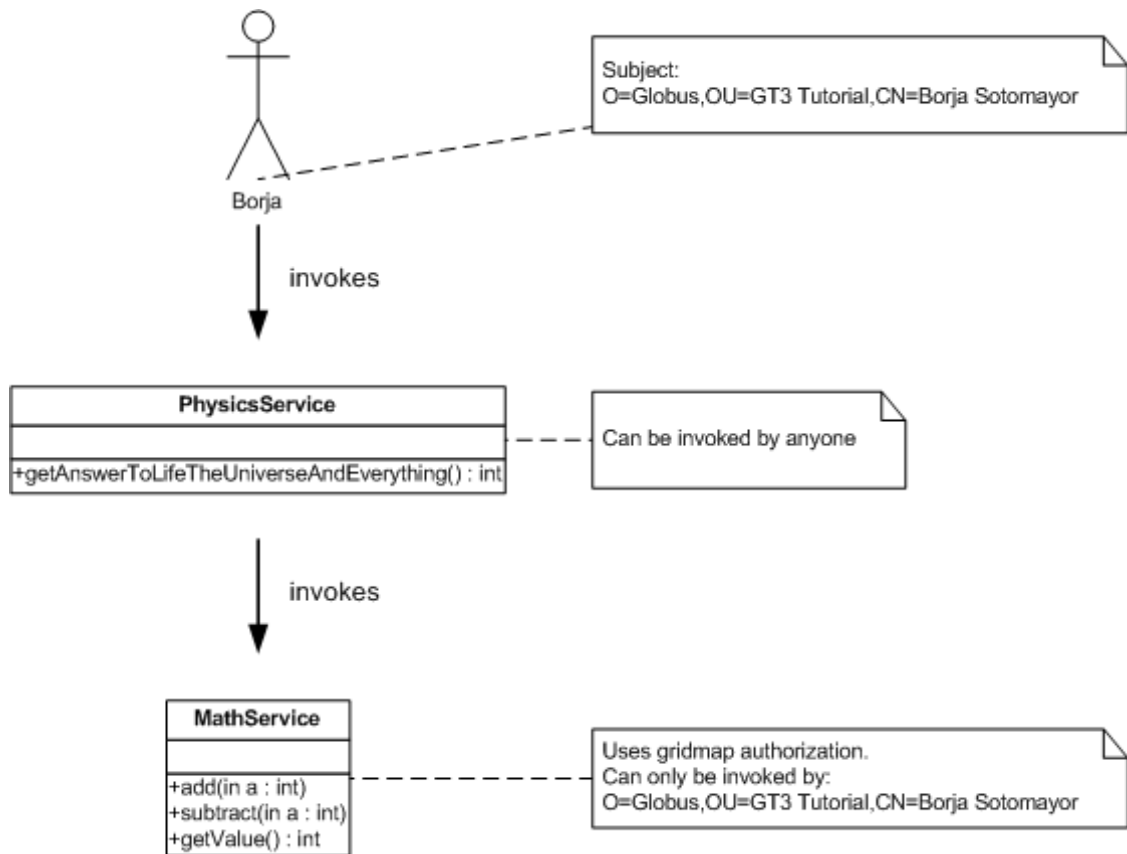 Subject:
O=Globus,OU=GT3 Tutorial,CN=Borja Sotomayor
Borja
invokes
PhysicsService
+getAnswerToLifeTheUniverseAndEverything() : int
Can be invoked by anyone
invokes
MathService
+add(in a : int)
+subtract(in a : int)
+getValue() : int
Uses gridmap authorization.
Can only be invoked by:
O=Globus,OU=GT3 Tutorial,CN=Borja Sotomayor